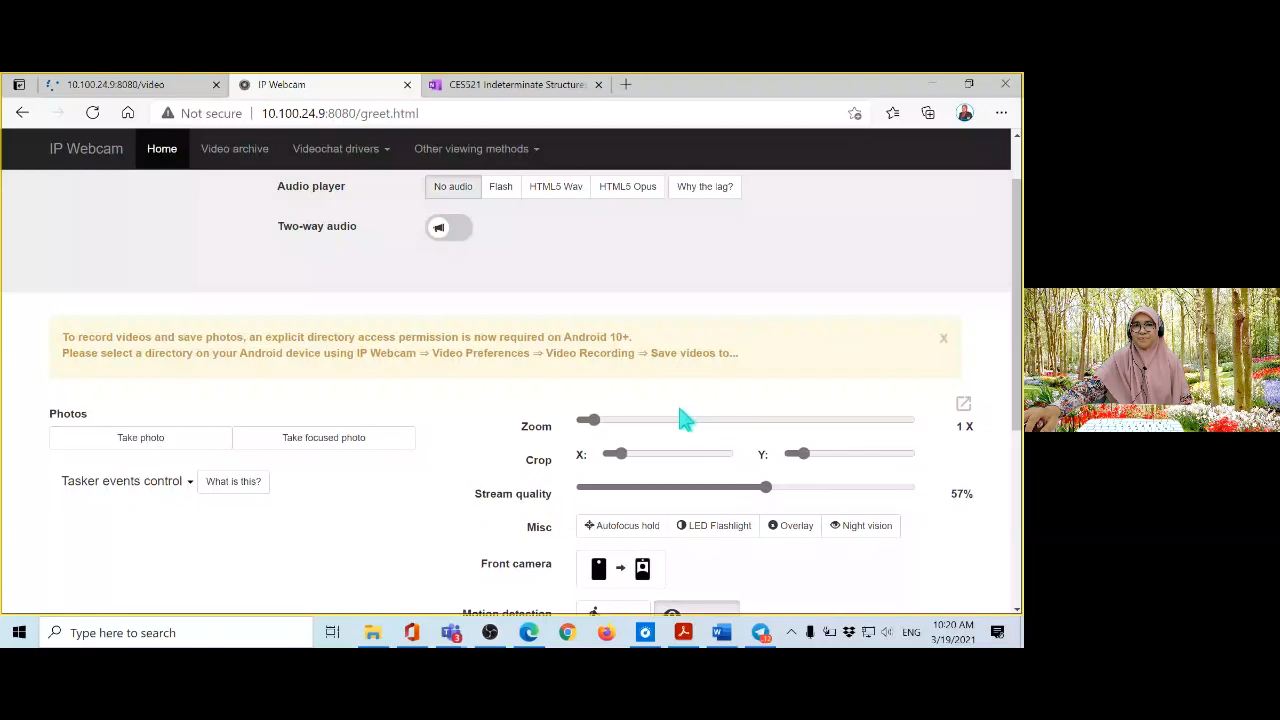 10.100.24.9:8080/video
IP Webcam
CES521 Indeterminate Structures
Not secure
10.100.24.9:8080/greet.html
IP Webcam
Home
Video archive
Videochat drivers
Other viewing methods
Audio player
No audio
Flash
HTML5 Wav
HTML5 Opus
Why the lag?
Two-way audio
To record videos and save photos, an explicit directory access permission is now required on Android 10+.
Please select a directory on your Android device using IP Webcam ⇒ Video Preferences ⇒ Video Recording ⇒ Save videos to...
x
Photos
Take photo
Take focused photo
Tasker events control
What is this?
Zoom
1 X
Crop
X:
Y:
Stream quality
57%
Misc
Autofocus hold
LED Flashlight
Overlay
Night vision
Front camera
Motion detection
Type here to search
3
ENG
10:20 AM
3/19/2021